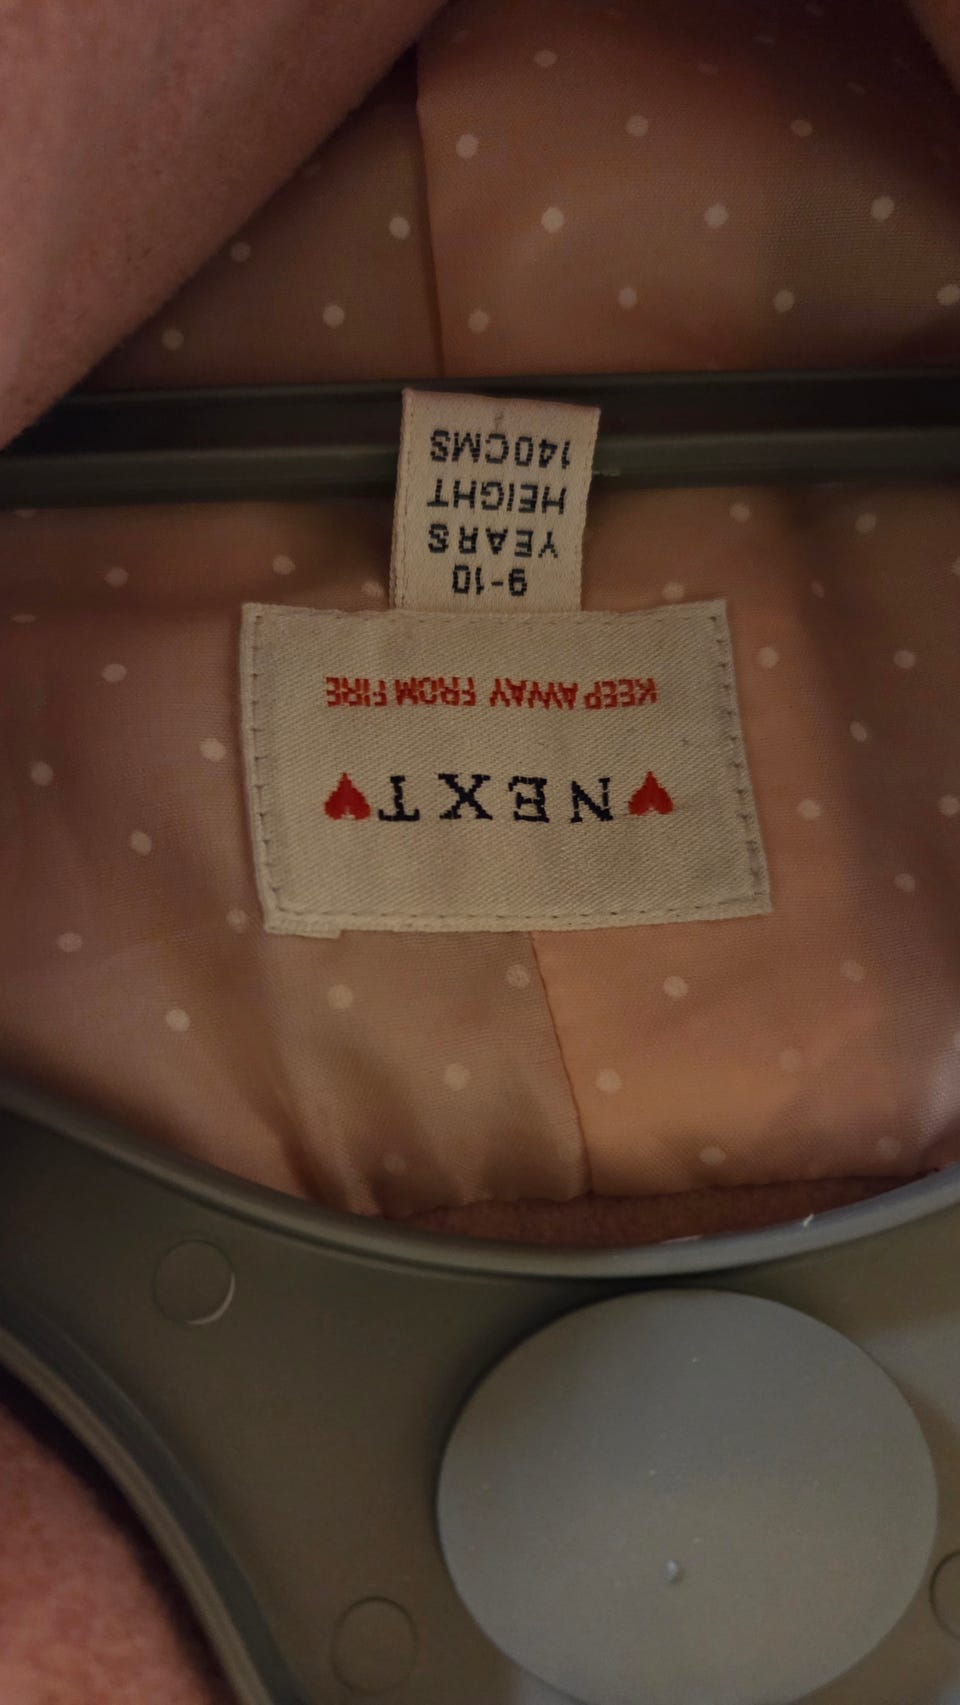 ♥NEXT♥
KEEP AWAY FROM FIRE
9-10
YEARS
HEIGHT
140CMS